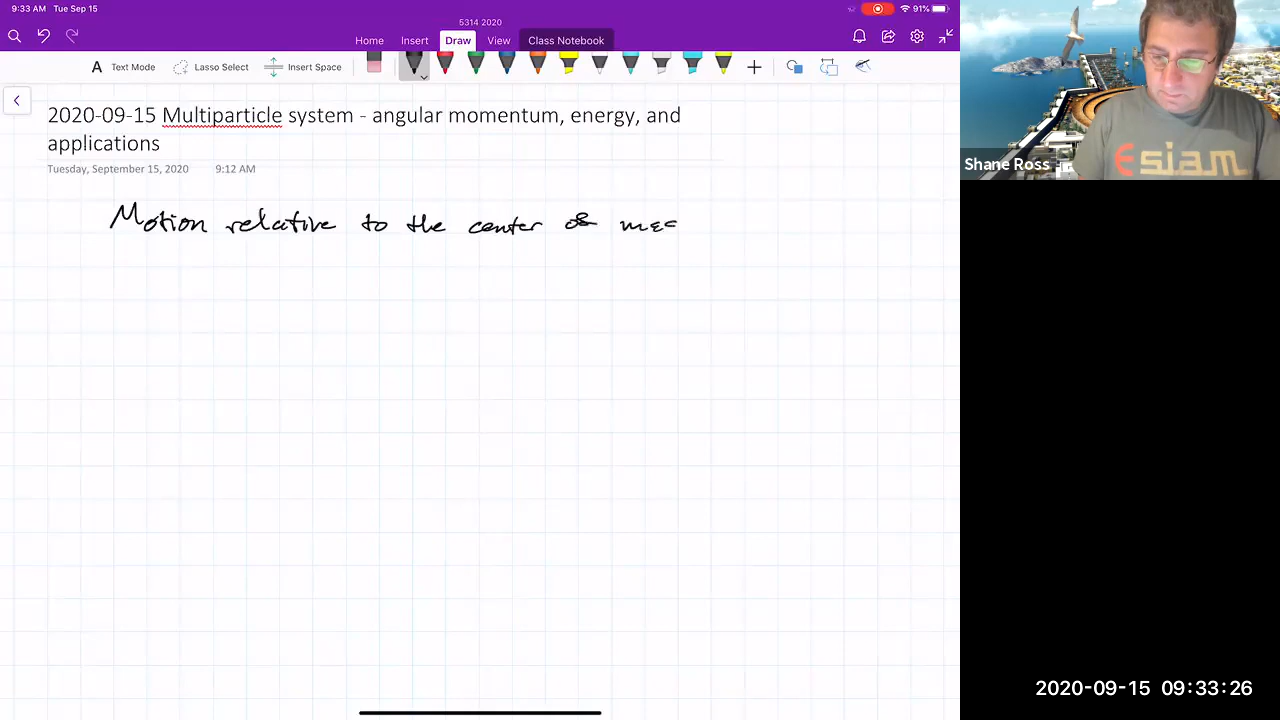 9:33 AM Tue Sep 15
91%
5314 2020
Home Insert Draw View Class Notebook
Text Mode Lasso Select Insert Space
2020-09-15 Multiparticle system - angular momentum, energy, and
applications
Tuesday, September 15, 2020 9:12 AM
Motion relative to the center of
siam
Shane Ross
2020-09-15 09:33:26